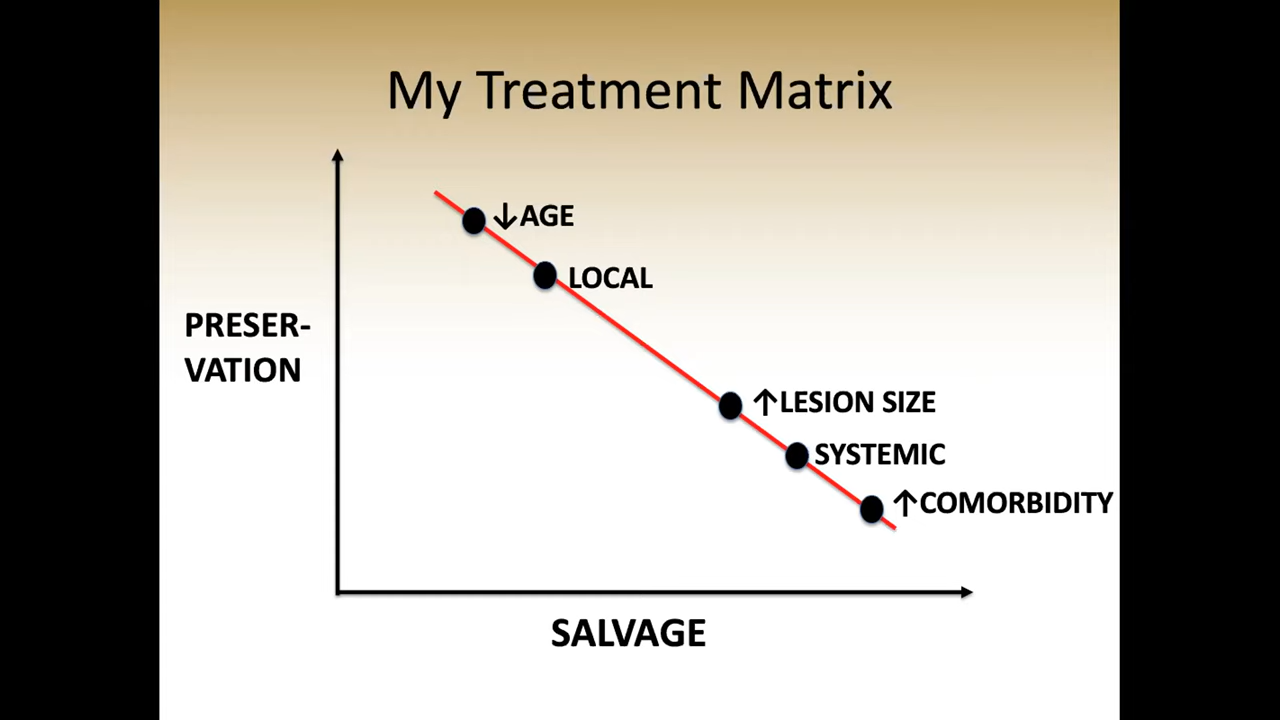 My Treatment Matrix
↓AGE
LOCAL
PRESER-
VATION
↑LESION SIZE
SYSTEMIC
↑COMORBIDITY
SALVAGE